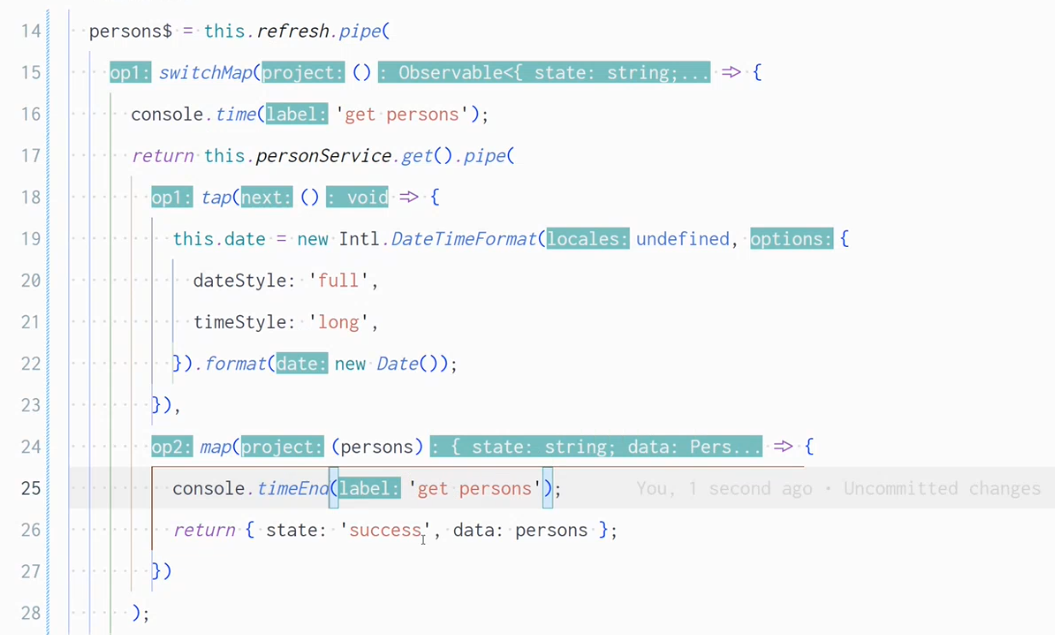 14 persons$ = this.refresh.pipe(
15 op1: switchMap(project: () : Observable<{ state: string;... => {
16 console.time(label: 'get persons');
17 return this.personService.get().pipe(
18 op1: tap(next: () : void => {
19 this.date = new Intl.DateTimeFormat(locales: undefined, options: {
20 dateStyle: 'full',
21 timeStyle: 'long',
22 }).format(date: new Date());
23 }),
24 op2: map(project: (persons) : { state: string; data: Pers... => {
25 console.timeEnd(label: 'get persons'); You, 1 second ago • Uncommitted changes
26 return { state: 'success', data: persons };
27 })
28 );